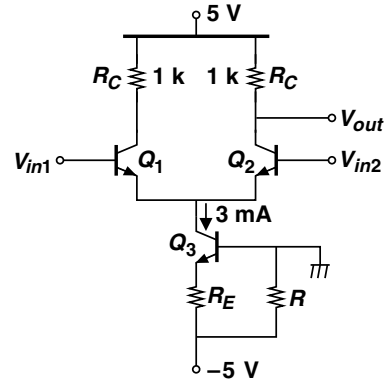 5 V
R_C 1 k 1 k R_C
V_out
V_in1 Q_1 Q_2 V_in2
3 mA
Q_3
R_E R
−5 V